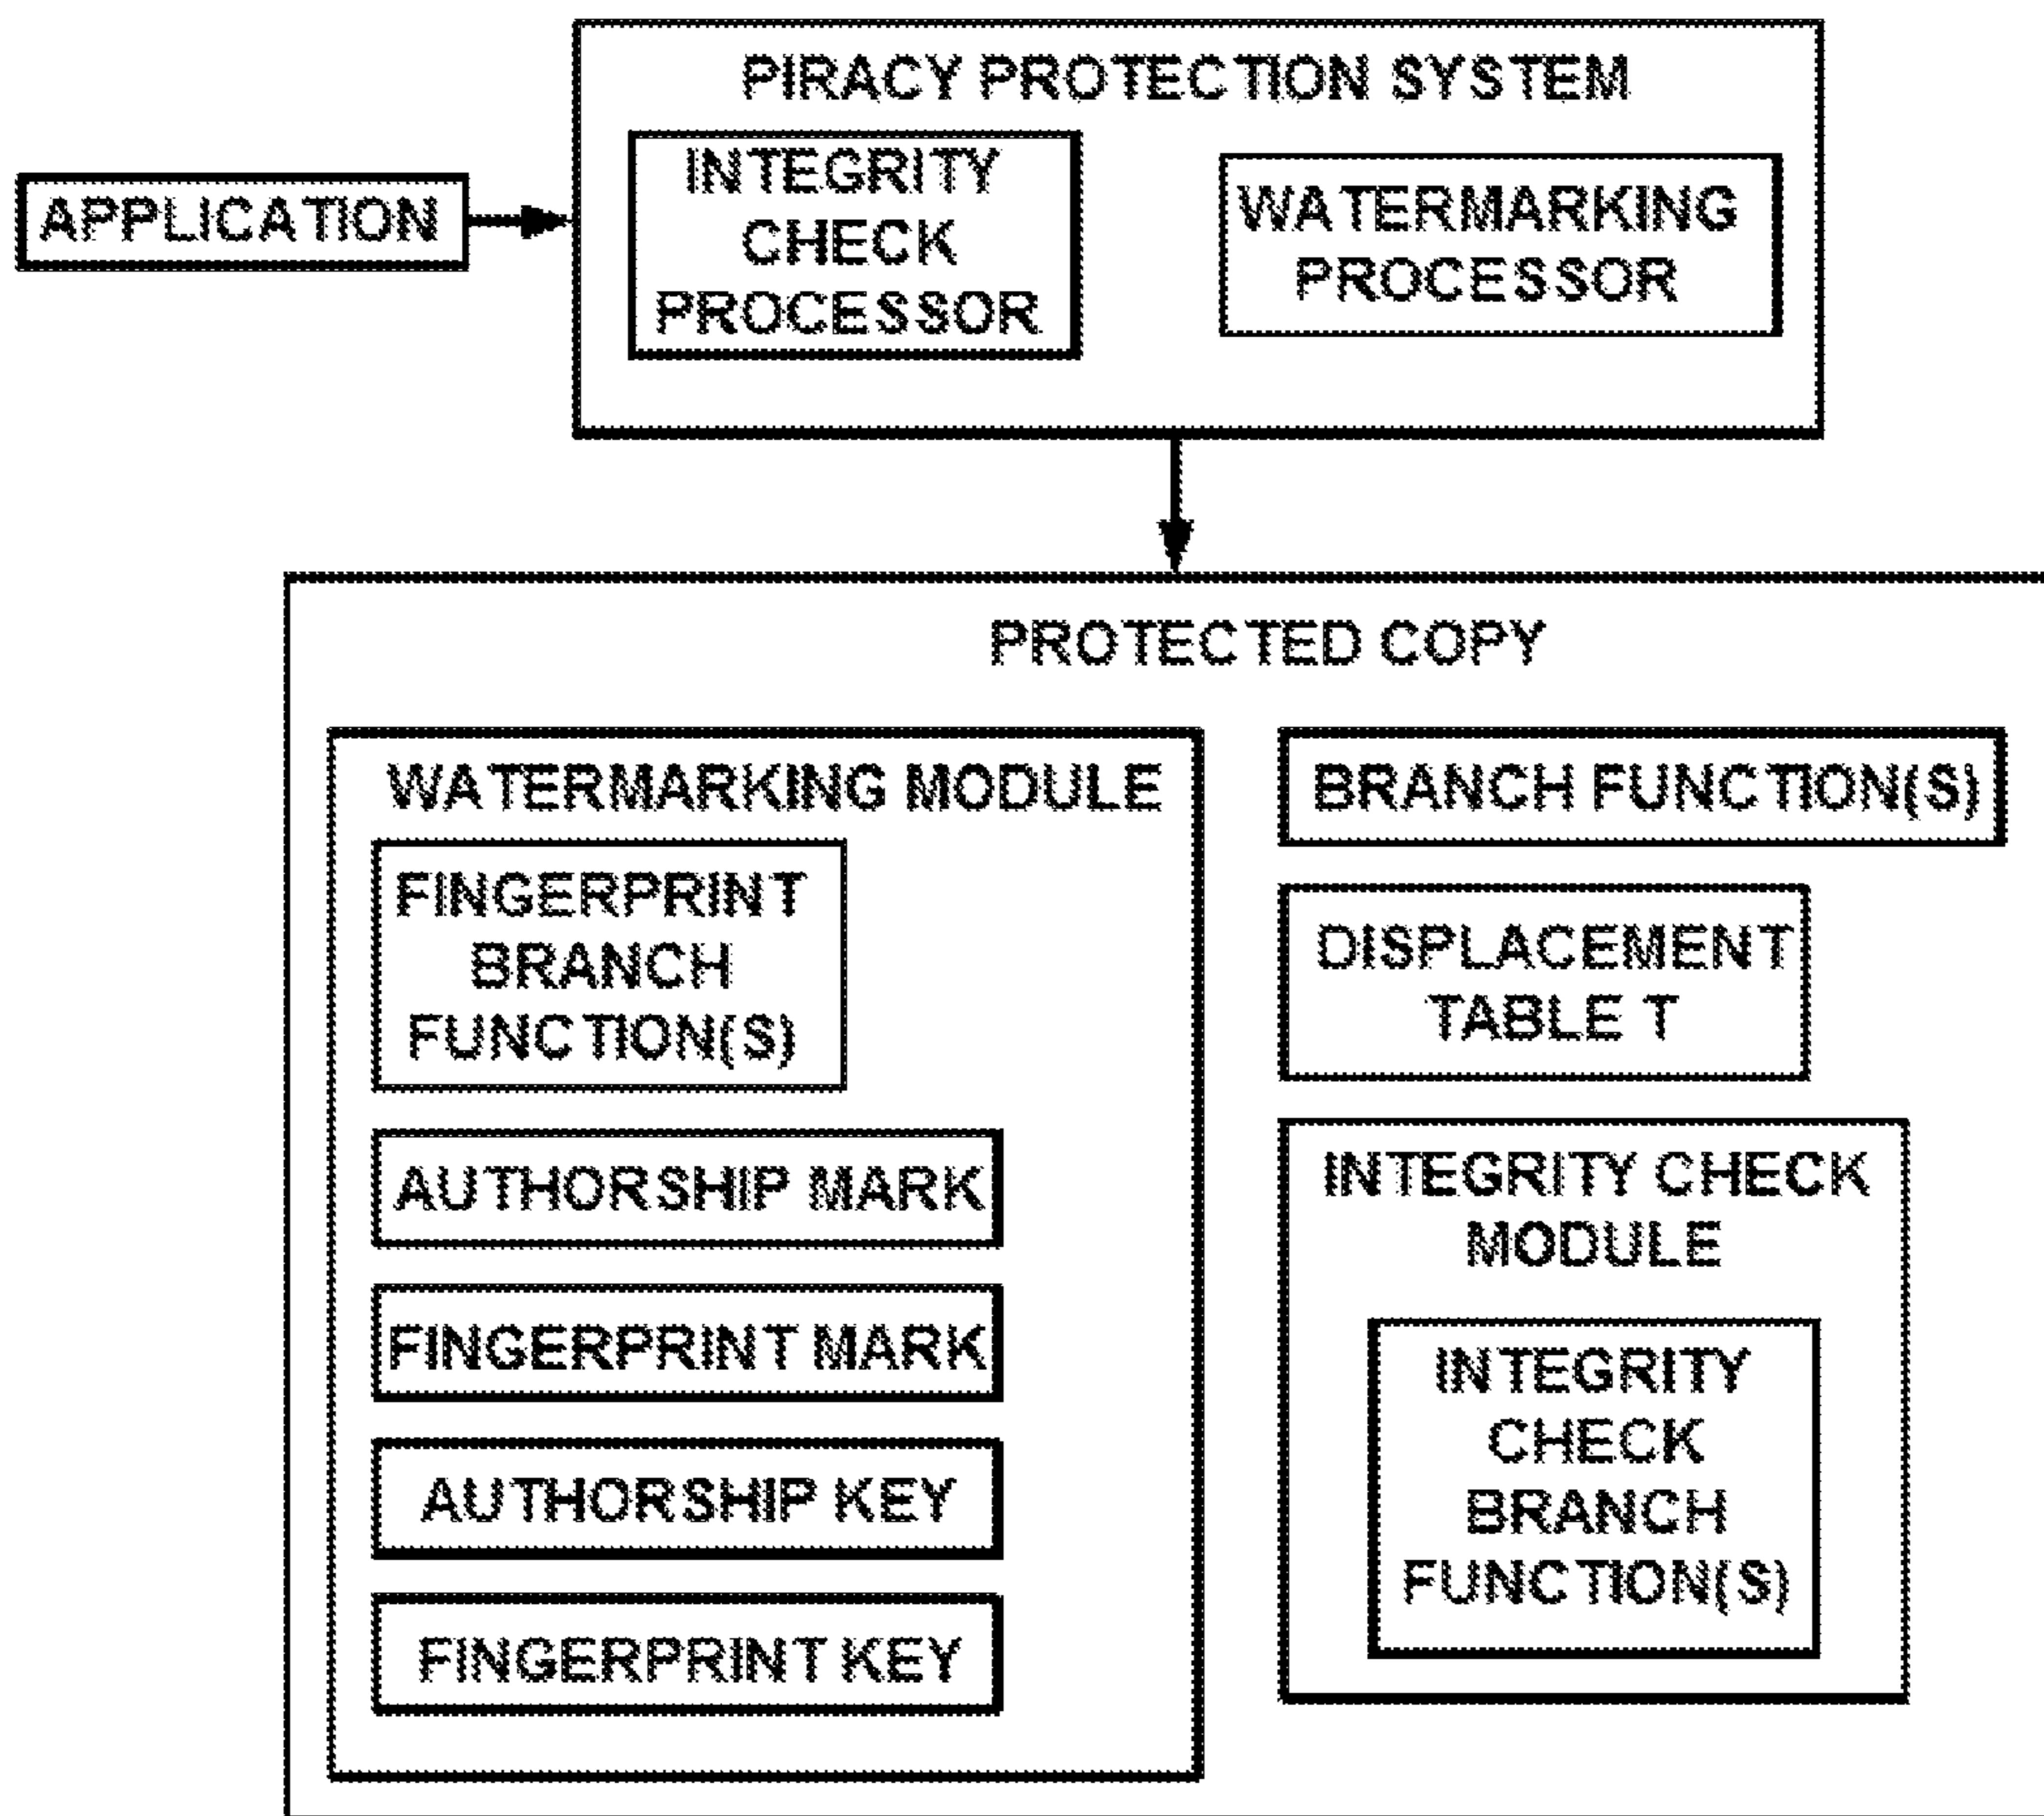 PIRACY PROTECTION SYSTEM
APPLICATION
INTEGRITY
CHECK
PROCESSOR
WATERMARKING
PROCESSOR
PROTECTED COPY
WATERMARKING MODULE
FINGERPRINT
BRANCH
FUNCTION(S)
AUTHORSHIP MARK
FINGERPRINT MARK
AUTHORSHIP KEY
FINGERPRINT KEY
BRANCH FUNCTION(S)
DISPLACEMENT
TABLE T
INTEGRITY CHECK
MODULE
INTEGRITY
CHECK
BRANCH
FUNCTION(S)